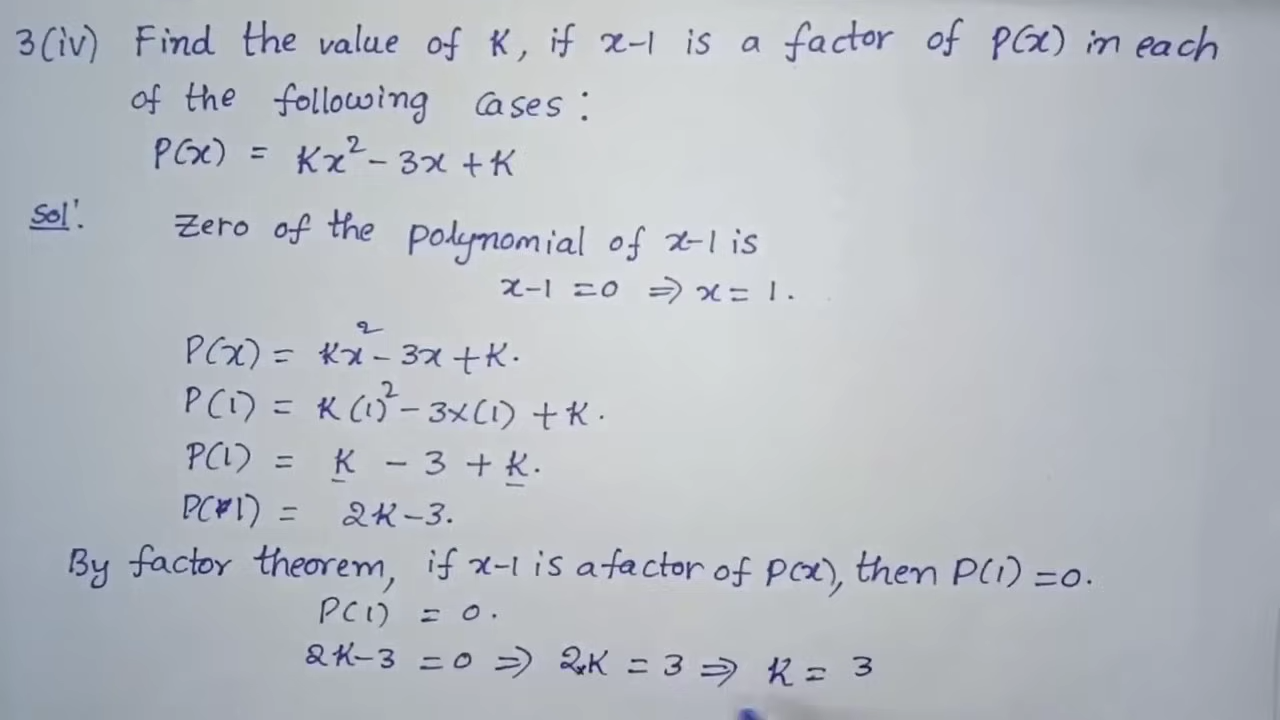 3(iv) Find the value of K, if x-1 is a factor of P(x) in each
of the following cases:
P(x) = Kx² - 3x + K
Sol'. Zero of the polynomial of x-1 is
x-1 = 0 ⇒ x = 1.
P(x) = Kx² - 3x + K.
P(1) = K(1)² - 3×(1) + K.
P(1) = K - 3 + K.
P(1) = 2K-3.
By factor theorem, if x-1 is a factor of P(x), then P(1) = 0.
P(1) = 0.
2K-3 = 0 ⇒ 2K = 3 ⇒ K = 3